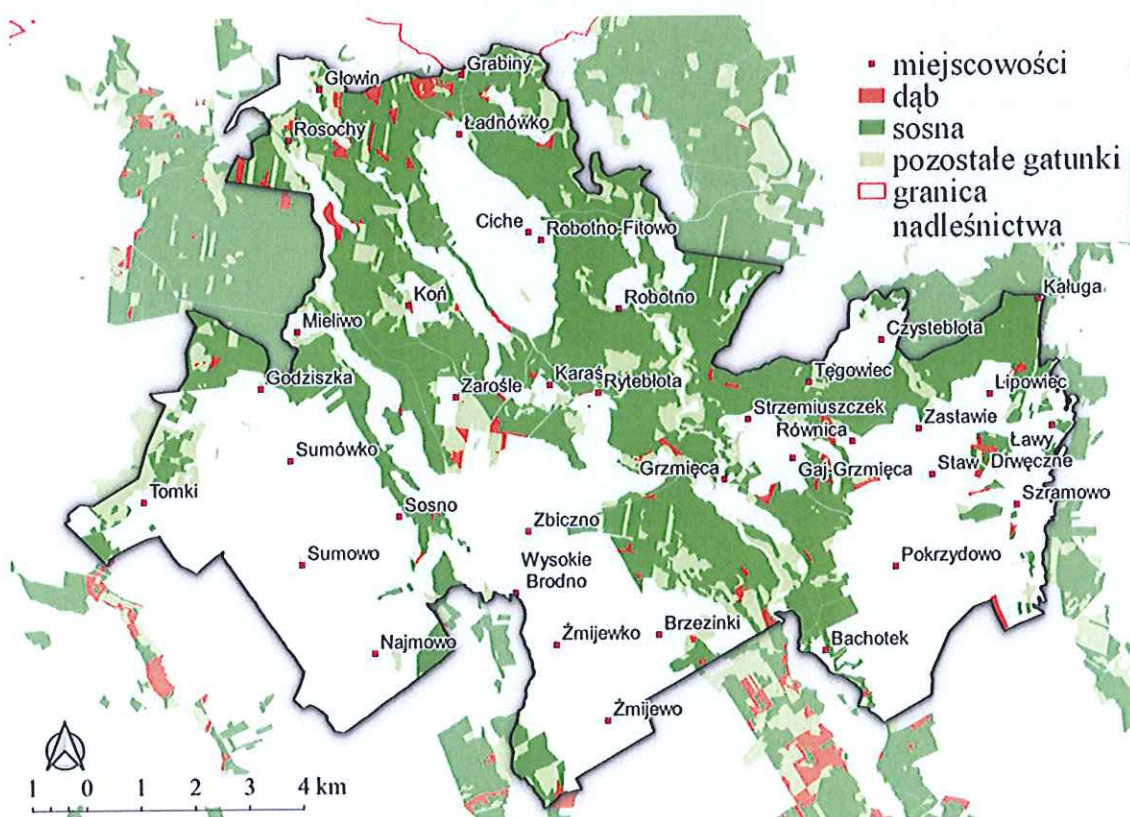 miejscowości
dąb
sosna
pozostałe gatunki
granica
nadleśnictwa
Grabiny
Głowin
Ładnówko
Rosochy
Ciche
Robotno-Fitowo
Kaługa
Koń
Robotno
Mieliwo
Czystebłota
Godziszka
Karaś
Zarośle
Rytebłota
Tęgowiec
Lipowiec
Strzemiuszczek
Zastawie
Równica
Ławy
Drwęczne
Sumówko
Grzmięca
Gaj-Grzmięca
Staw
Tomki
Szramowo
Sosno
Zbiczno
Sumowo
Wysokie
Brodno
Pokrzydowo
Najmowo
Żmijewko
Brzezinki
Bachotek
Żmijewo
1 0 1 2 3 4 km